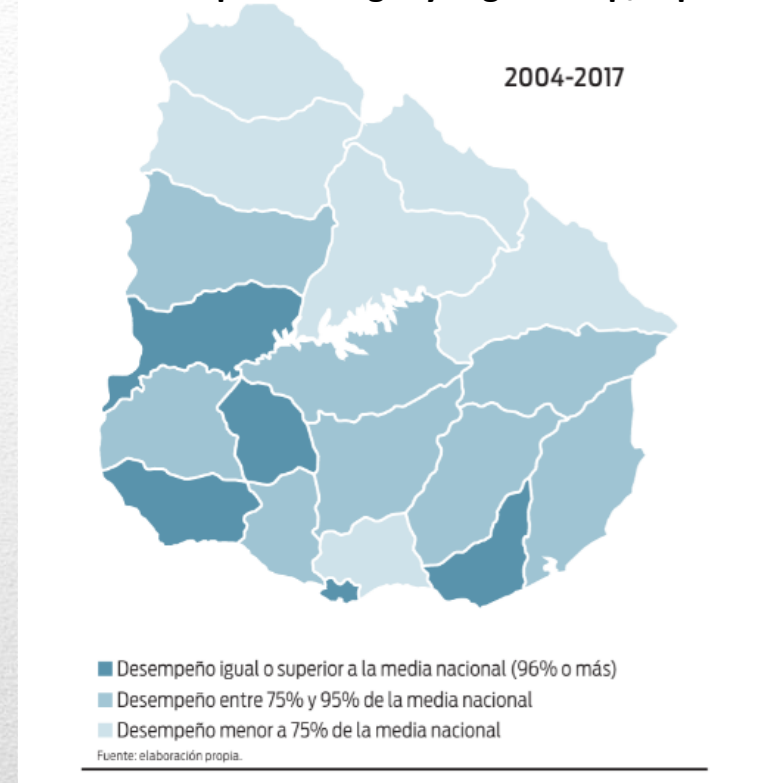 2004-2017
Desempeño igual o superior a la media nacional (96% o más)
Desempeño entre 75% y 95% de la media nacional
Desempeño menor a 75% de la media nacional
Fuente: elaboración propia.